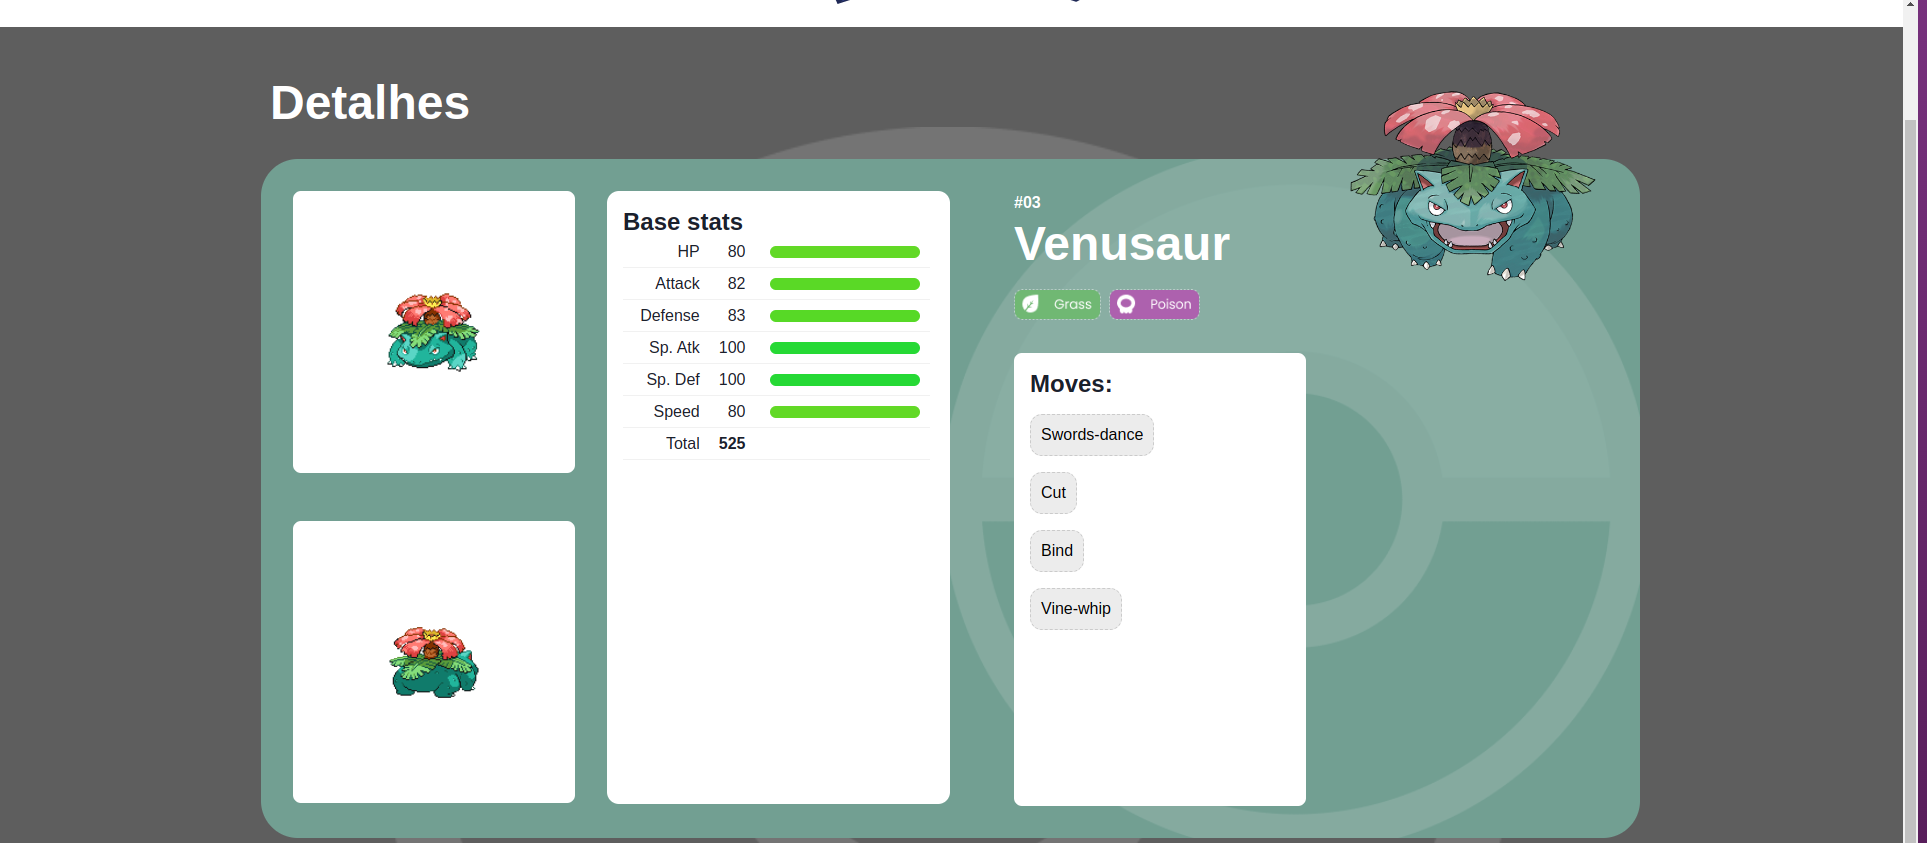 Detalhes
Base stats
HP 80
Attack 82
Defense 83
Sp. Atk 100
Sp. Def 100
Speed 80
Total 525
#03
Venusaur
Grass Poison
Moves:
Swords-dance
Cut
Bind
Vine-whip